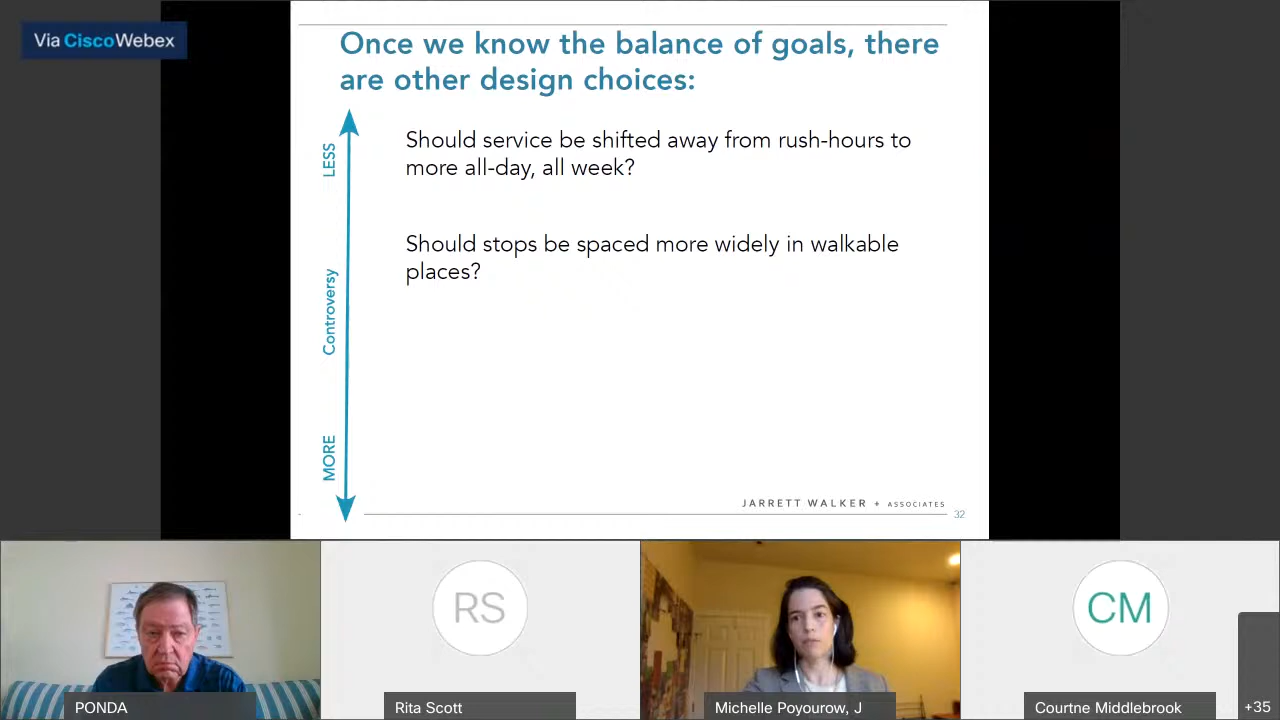 Via CiscoWebex
Once we know the balance of goals, there
are other design choices:
LESS
Controversy
MORE
Should service be shifted away from rush-hours to
more all-day, all week?
Should stops be spaced more widely in walkable
places?
JARRETT WALKER + ASSOCIATES
32
RS
CM
PONDA
Rita Scott
Michelle Poyourow, J
Courtne Middlebrook
+35